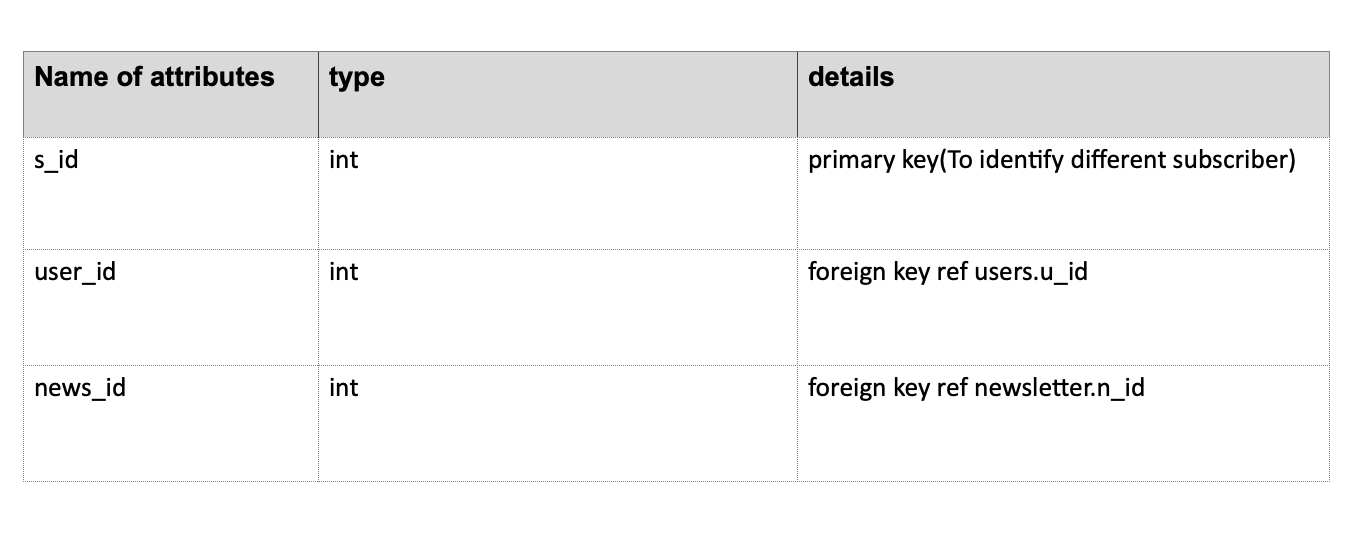 Name of attributes type details
s_id int primary key(To identify different subscriber)
user_id int foreign key ref users.u_id
news_id int foreign key ref newsletter.n_id